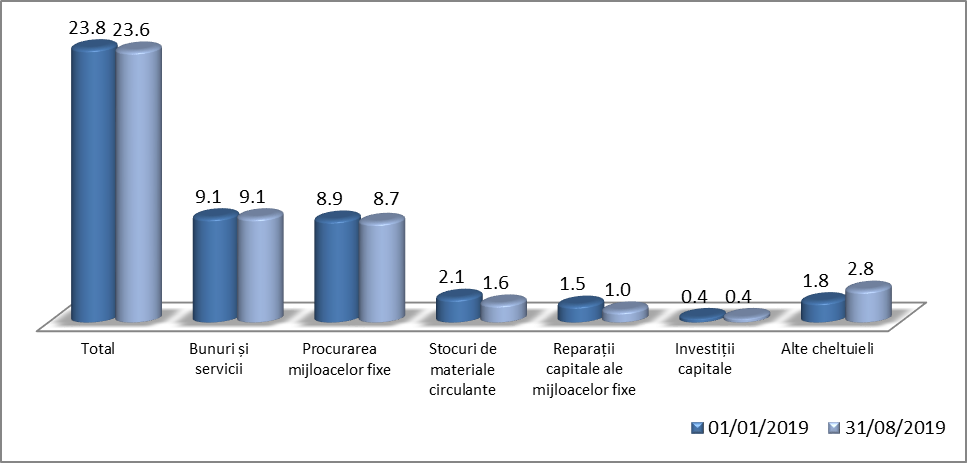 23.8 23.6
9.1 9.1
8.9 8.7
2.1 1.6
1.5 1.0
0.4 0.4
1.8 2.8
Total
Bunuri și
servicii
Procurarea
mijloacelor fixe
Stocuri de
materiale
circulante
Reparații
capitale ale
mijloacelor fixe
Investiții
capitale
Alte cheltuieli
01/01/2019 31/08/2019